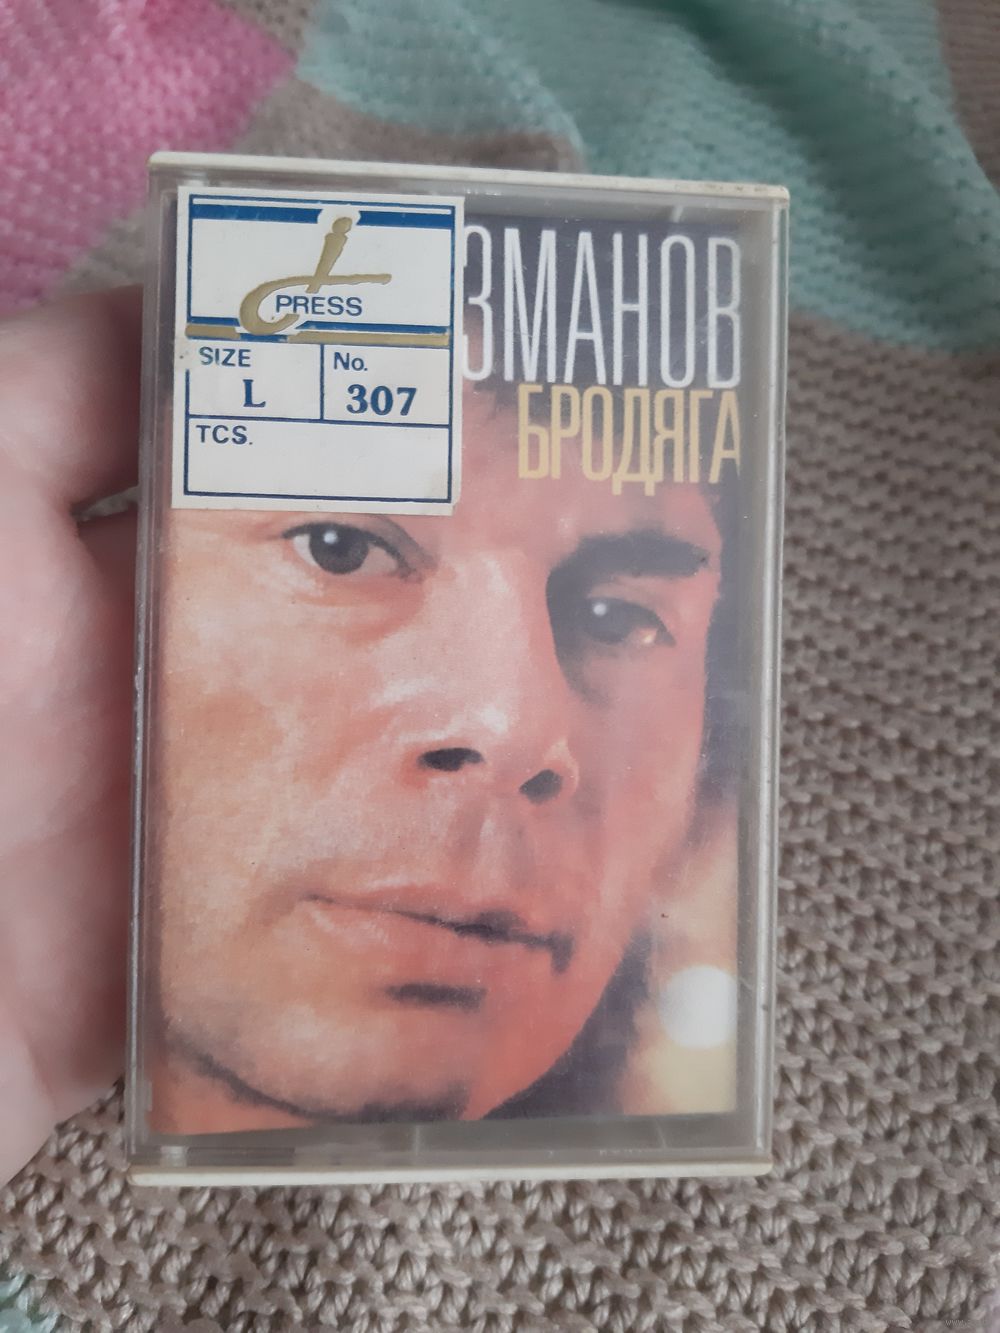 PRESS
SIZE
L
No.
307
TCS.
ЗМАНОВ
БРОДЯГА